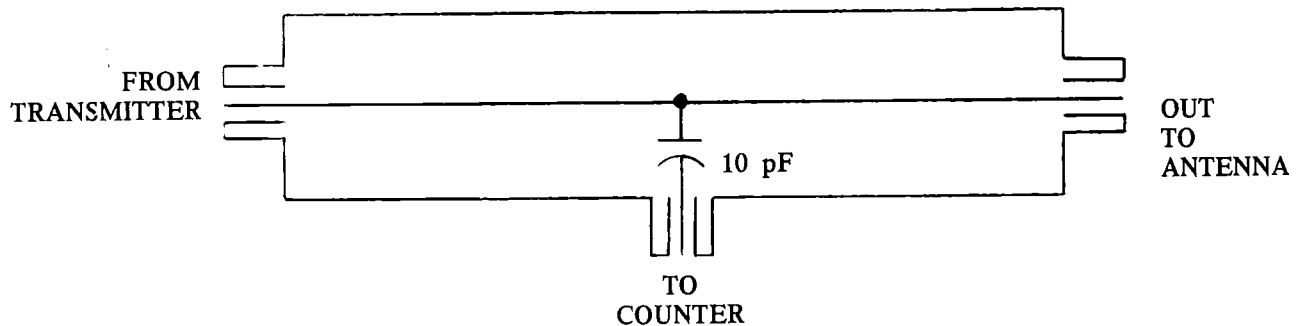 FROM
TRANSMITTER
10 pF
OUT
TO
ANTENNA
TO
COUNTER